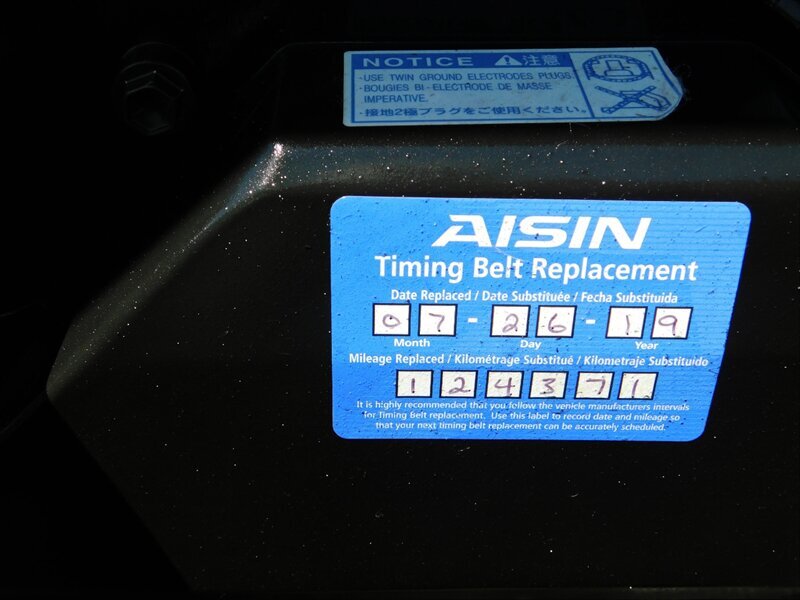 NOTICE ⚠注意
·USE TWIN GROUND ELECTRODES PLUGS
·BOUGIES BI-ELECTRODE DE MASSE
IMPERATIVE.
·接地2極プラグをご使用ください。
AISIN
Timing Belt Replacement
Date Replaced / Date Substituée / Fecha Substituida
07-26-19
Month Day Year
Mileage Replaced / Kilométrage Substitué / Kilometraje Substituido
124371
It is highly recommended that you follow the vehicle manufacturers intervals
for Timing Belt replacement. Use this label to record date and mileage so
that your next timing belt replacement can be accurately scheduled.